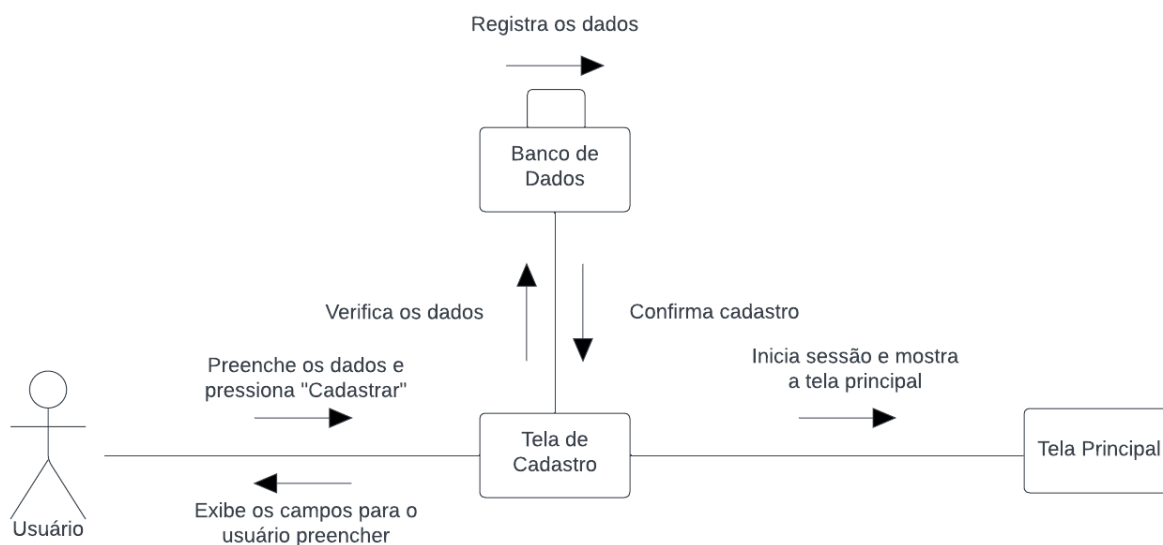 Registra os dados
Banco de
Dados
Verifica os dados
Confirma cadastro
Preenche os dados e
pressiona "Cadastrar"
Inicia sessão e mostra
a tela principal
Tela de
Cadastro
Tela Principal
Exibe os campos para o
usuário preencher
Usuário